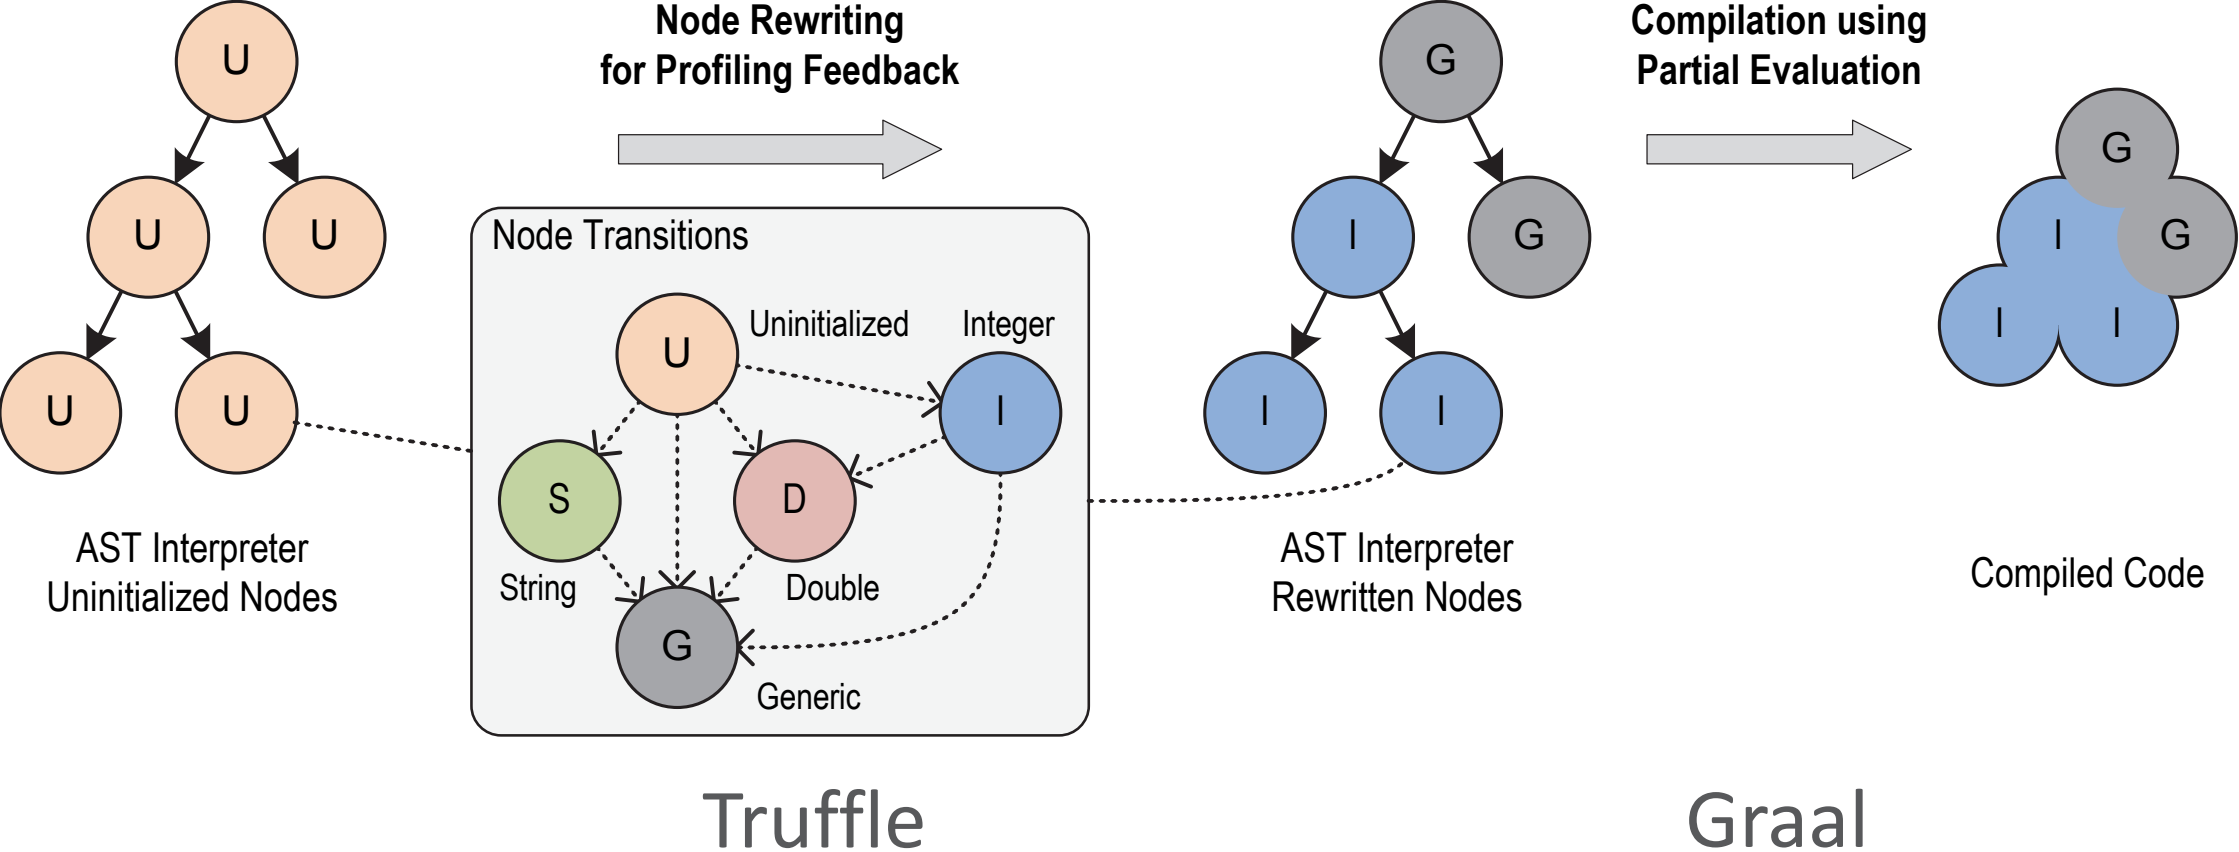 U
U
U
U
U
AST Interpreter
Uninitialized Nodes
Node Rewriting
for Profiling Feedback
Node Transitions
U
Uninitialized
Integer
I
S
D
String
Double
G
Generic
G
I
G
I
I
AST Interpreter
Rewritten Nodes
Compilation using
Partial Evaluation
G
I
G
I
I
Compiled Code
Truffle
Graal